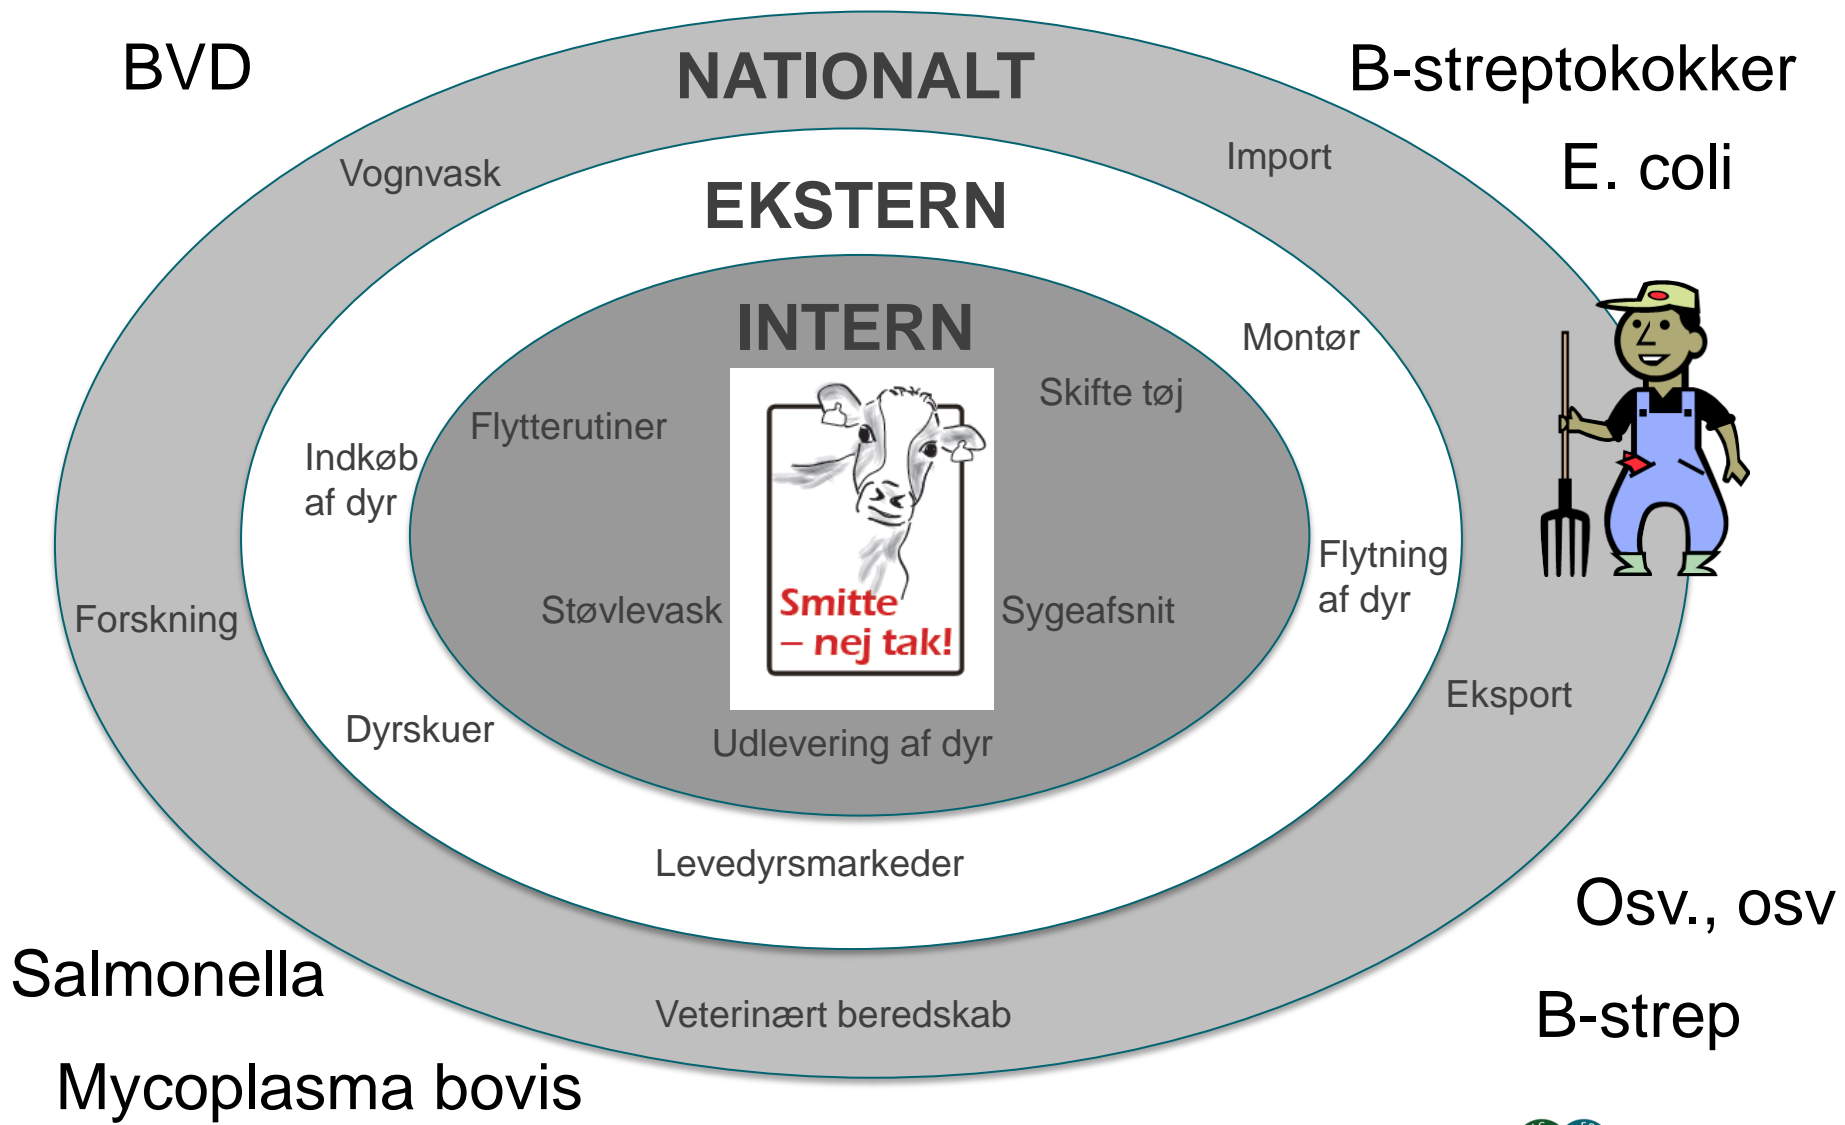 BVD
NATIONALT
B-streptokokker
E. coli
Vognvask
Import
EKSTERN
INTERN
Montør
Skifte tøj
Flytterutiner
Indkøb
af dyr
Flytning
af dyr
Støvlevask
Smitte
– nej tak!
Sygeafsnit
Forskning
Eksport
Dyrskuer
Udlevering af dyr
Levedyrsmarkeder
Osv., osv
Salmonella
Veterinært beredskab
B-strep
Mycoplasma bovis